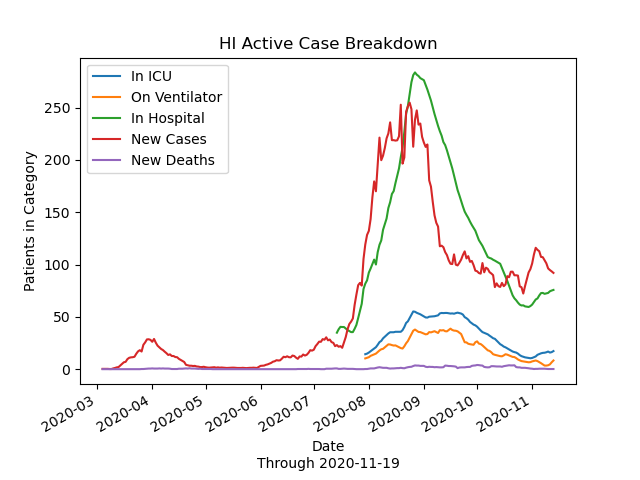 HI Active Case Breakdown
In ICU
On Ventilator
In Hospital
New Cases
New Deaths
250
200
150
100
50
0
Patients in Category
2020-03
2020-04
2020-05
2020-06
2020-07
2020-08
2020-09
2020-10
2020-11
Date
Through 2020-11-19